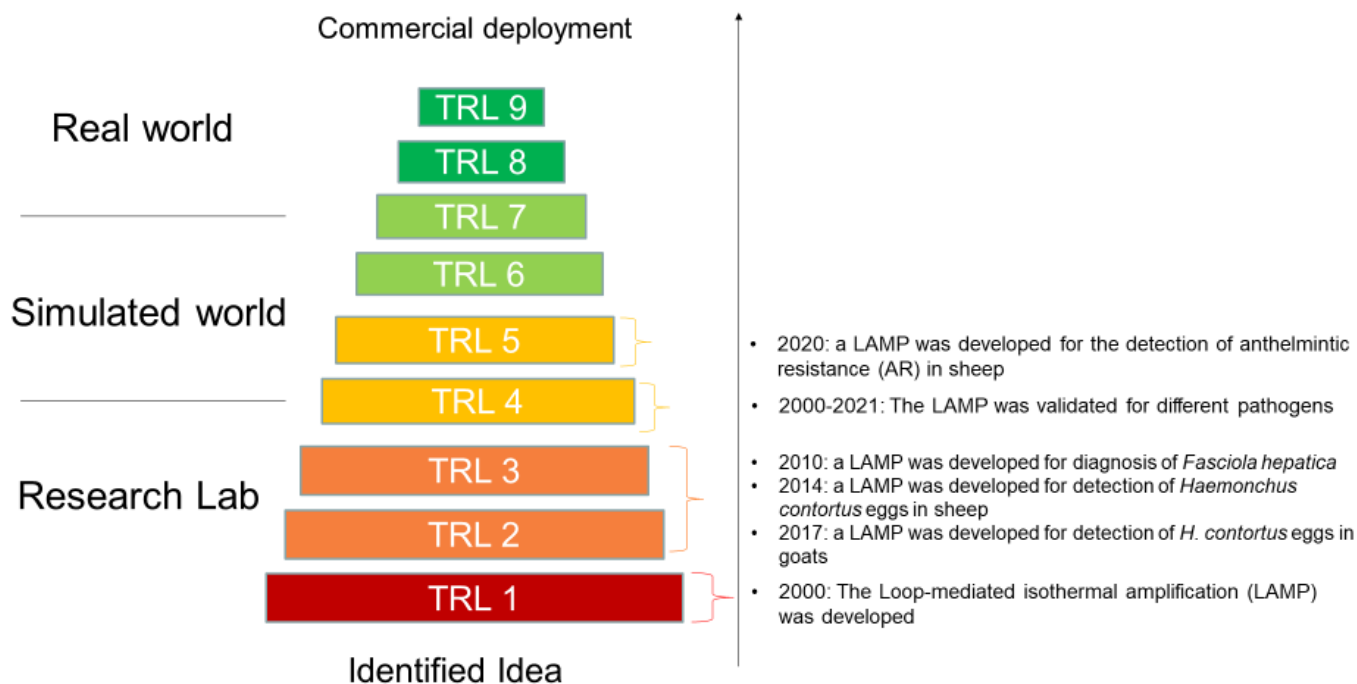 Commercial deployment
Real world
TRL 9
TRL 8
TRL 7
Simulated world
TRL 6
TRL 5
TRL 4
Research Lab
TRL 3
TRL 2
TRL 1
Identified Idea
• 2020: a LAMP was developed for the detection of anthelmintic
resistance (AR) in sheep
• 2000-2021: The LAMP was validated for different pathogens
• 2010: a LAMP was developed for diagnosis of Fasciola hepatica
• 2014: a LAMP was developed for detection of Haemonchus
contortus eggs in sheep
• 2017: a LAMP was developed for detection of H. contortus eggs in
goats
• 2000: The Loop-mediated isothermal amplification (LAMP)
was developed